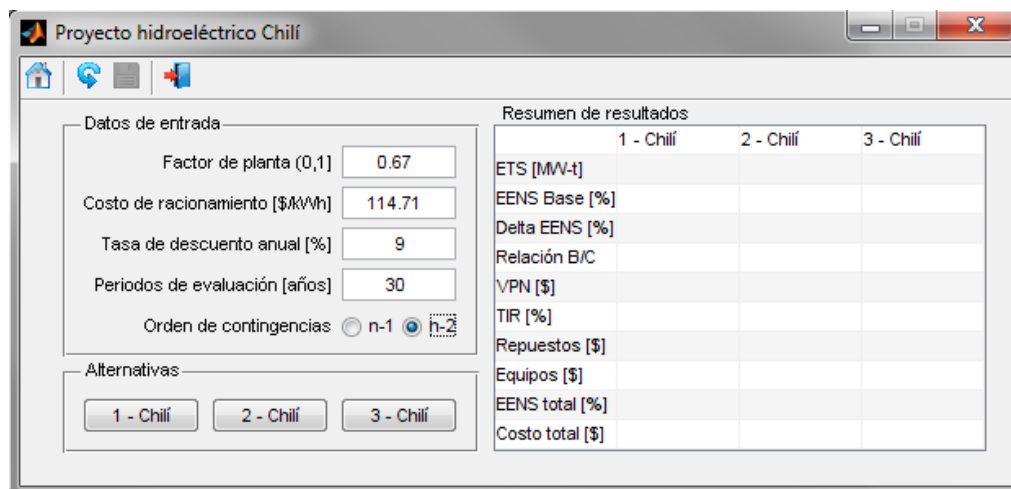 Proyecto hidroeléctrico Chilí
Datos de entrada
Factor de planta (0,1] 0.67
Costo de racionamiento [$/kWh] 114.71
Tasa de descuento anual [%] 9
Periodos de evaluación [años] 30
Orden de contingencias n-1 n-2
Alternativas
1 - Chilí 2 - Chilí 3 - Chilí
Resumen de resultados
1 - Chilí 2 - Chilí 3 - Chilí
ETS [MW-t]
EENS Base [%]
Delta EENS [%]
Relación B/C
VPN [$]
TIR [%]
Repuestos [$]
Equipos [$]
EENS total [%]
Costo total [$]